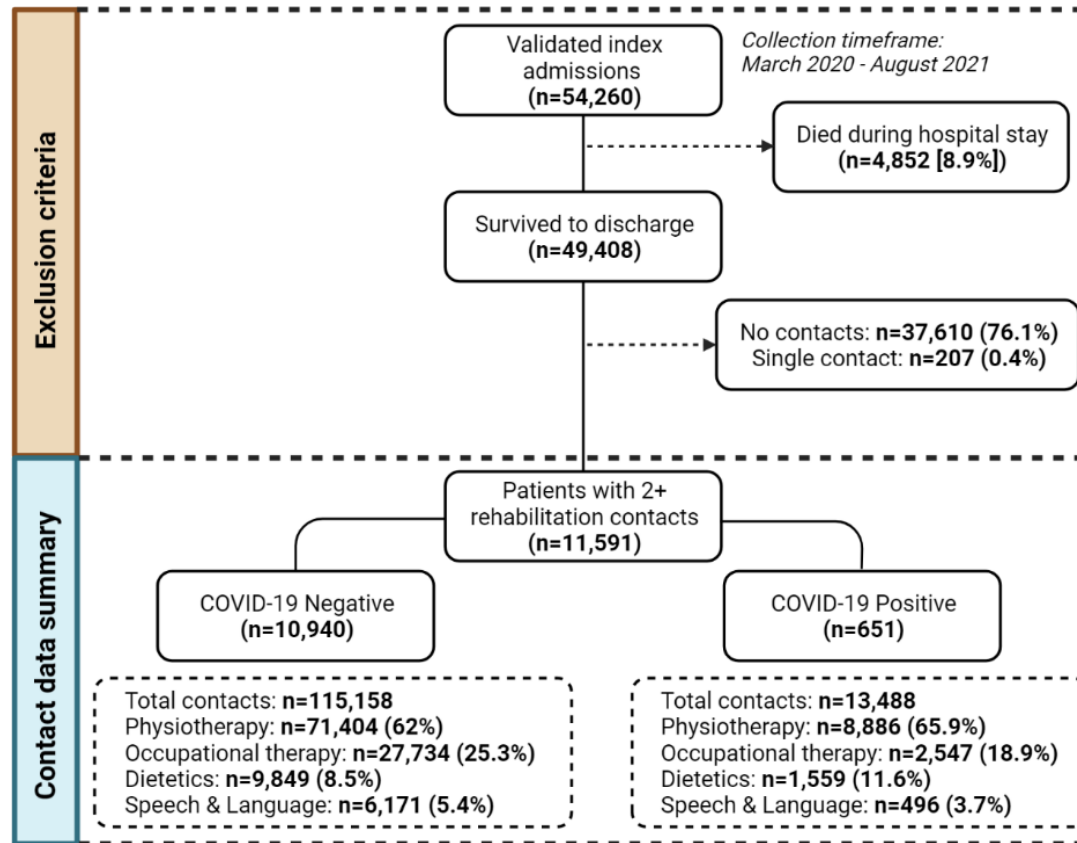 Exclusion criteria
Validated index
admissions
(n=54,260)
Collection timeframe:
March 2020 - August 2021
Died during hospital stay
(n=4,852 [8.9%])
Survived to discharge
(n=49,408)
No contacts: n=37,610 (76.1%)
Single contact: n=207 (0.4%)
Contact data summary
Patients with 2+
rehabilitation contacts
(n=11,591)
COVID-19 Negative
(n=10,940)
COVID-19 Positive
(n=651)
Total contacts: n=115,158
Physiotherapy: n=71,404 (62%)
Occupational therapy: n=27,734 (25.3%)
Dietetics: n=9,849 (8.5%)
Speech & Language: n=6,171 (5.4%)
Total contacts: n=13,488
Physiotherapy: n=8,886 (65.9%)
Occupational therapy: n=2,547 (18.9%)
Dietetics: n=1,559 (11.6%)
Speech & Language: n=496 (3.7%)